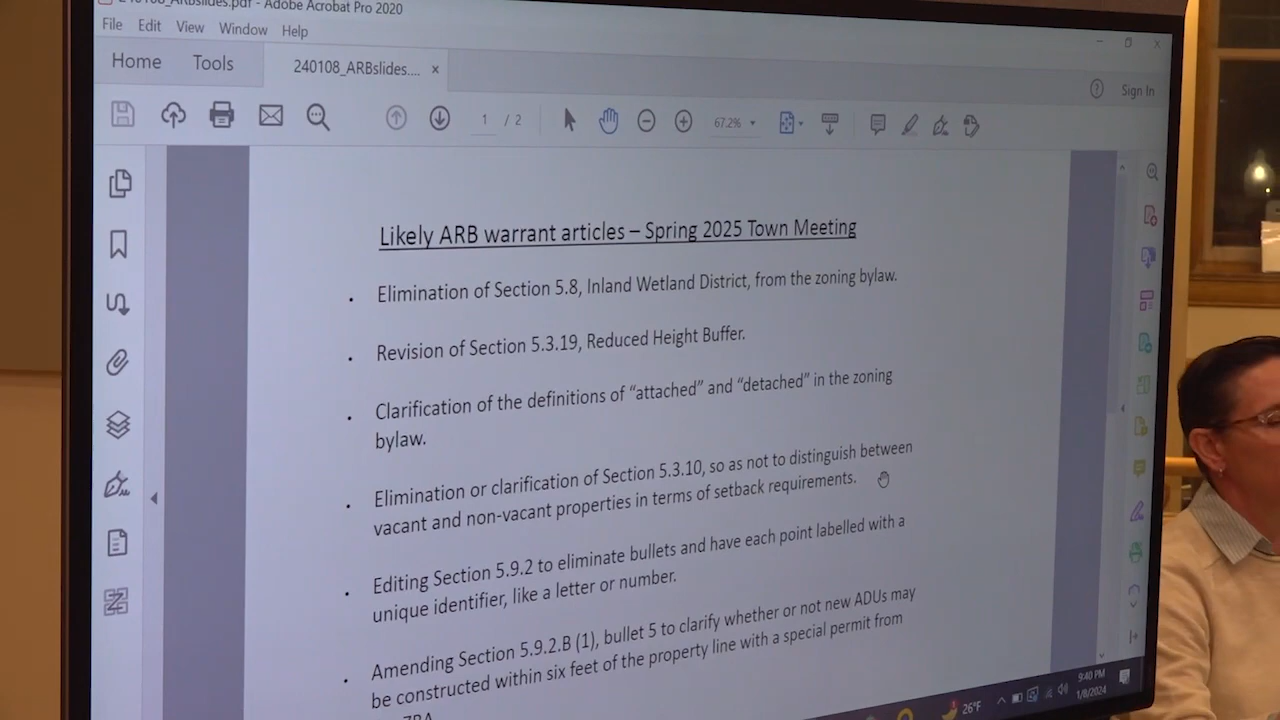 240108_ARBslides.pdf - Adobe Acrobat Pro 2020
File Edit View Window Help
Home Tools 240108_ARBslides.... ×
Sign In
1 / 2 67.2%
Likely ARB warrant articles – Spring 2025 Town Meeting
• Elimination of Section 5.8, Inland Wetland District, from the zoning bylaw.
• Revision of Section 5.3.19, Reduced Height Buffer.
• Clarification of the definitions of “attached” and “detached” in the zoning
bylaw.
• Elimination or clarification of Section 5.3.10, so as not to distinguish between
vacant and non-vacant properties in terms of setback requirements.
• Editing Section 5.9.2 to eliminate bullets and have each point labelled with a
unique identifier, like a letter or number.
• Amending Section 5.9.2.B (1), bullet 5 to clarify whether or not new ADUs may
be constructed within six feet of the property line with a special permit from
ZBA
26°F
9:40 PM
1/8/2024